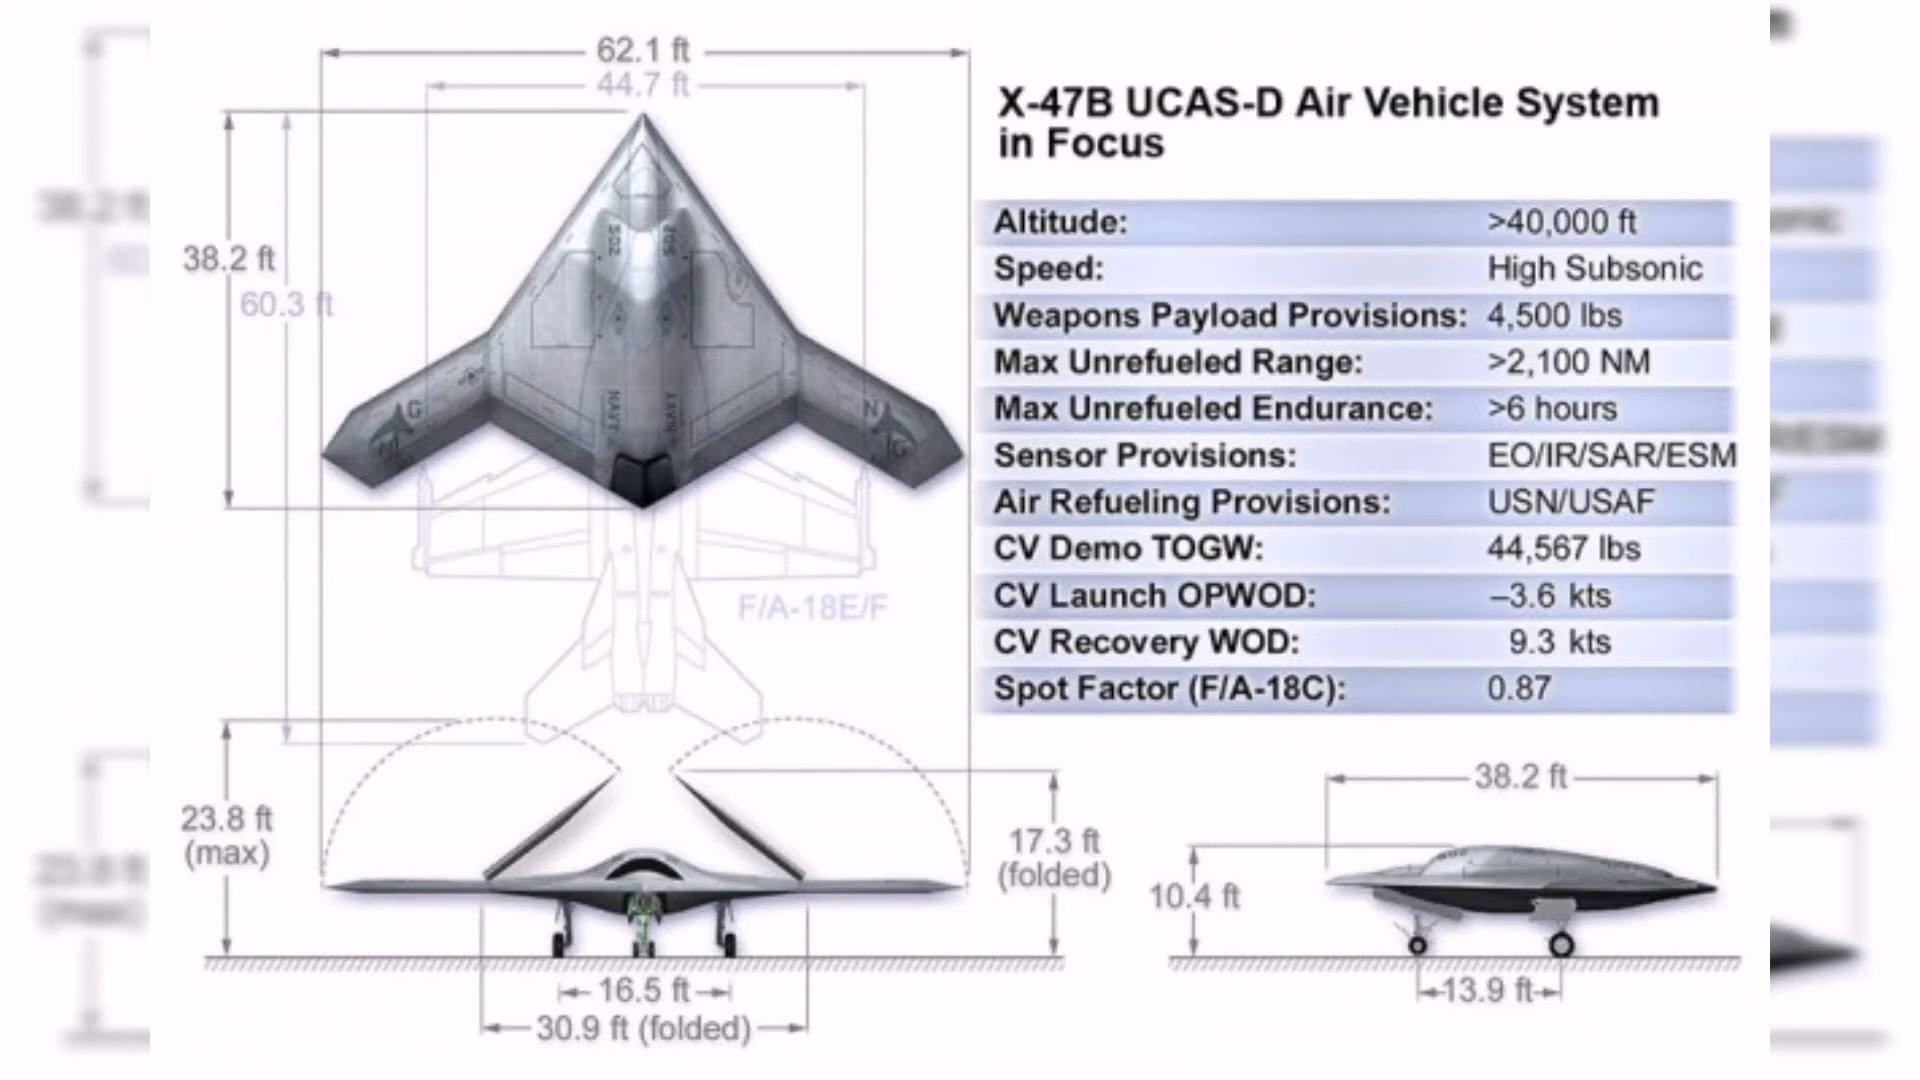 62.1 ft
44.7 ft
X-47B UCAS-D Air Vehicle System
in Focus
38.2 ft
60.3 ft
Altitude: >40,000 ft
Speed: High Subsonic
Weapons Payload Provisions: 4,500 lbs
Max Unrefueled Range: >2,100 NM
Max Unrefueled Endurance: >6 hours
Sensor Provisions: EO/IR/SAR/ESM
Air Refueling Provisions: USN/USAF
CV Demo TOGW: 44,567 lbs
CV Launch OPWOD: –3.6 kts
CV Recovery WOD: 9.3 kts
Spot Factor (F/A-18C): 0.87
502
NAVY
NAVY
G
N
N
G
F/A-18E/F
23.8 ft
(max)
17.3 ft
(folded)
16.5 ft
30.9 ft (folded)
38.2 ft
10.4 ft
13.9 ft